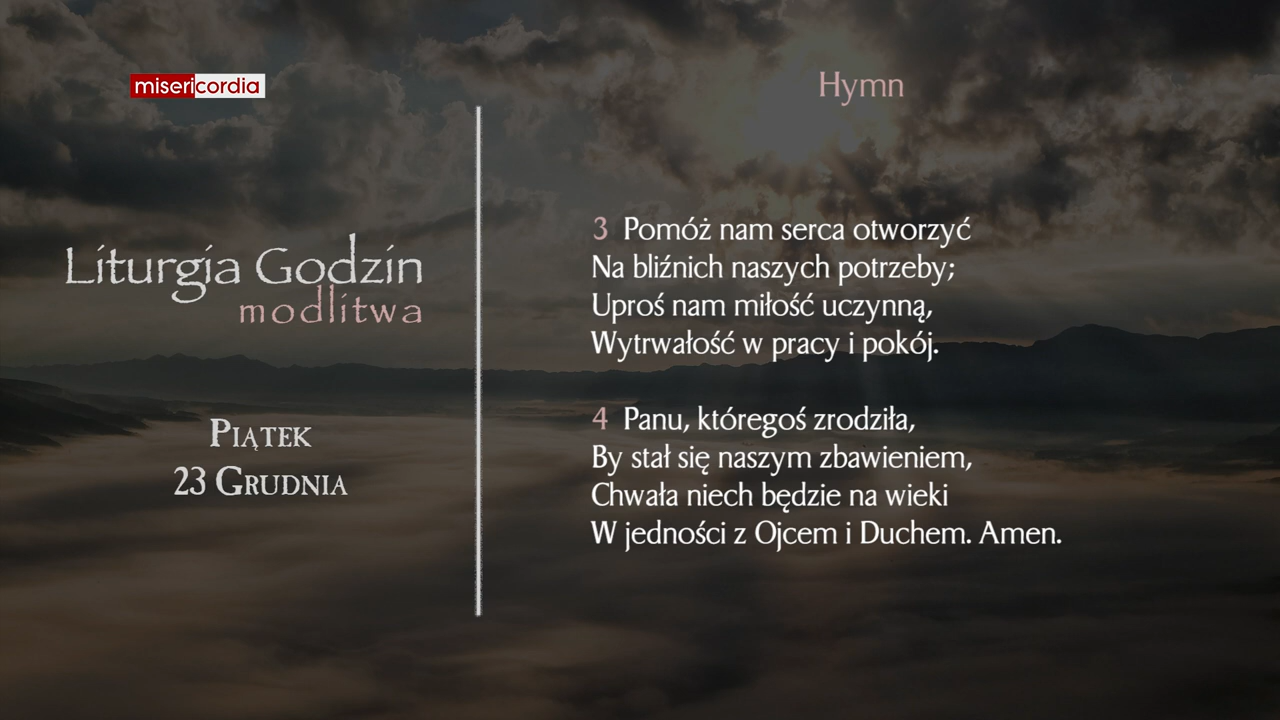 misericordia
Liturgia Godzin
modlitwa
Piątek
23 Grudnia
Hymn
3 Pomóż nam serca otworzyć
Na bliźnich naszych potrzeby;
Uproś nam miłość uczynną,
Wytrwałość w pracy i pokój.
4 Panu, któregoś zrodziła,
By stał się naszym zbawieniem,
Chwała niech będzie na wieki
W jedności z Ojcem i Duchem. Amen.